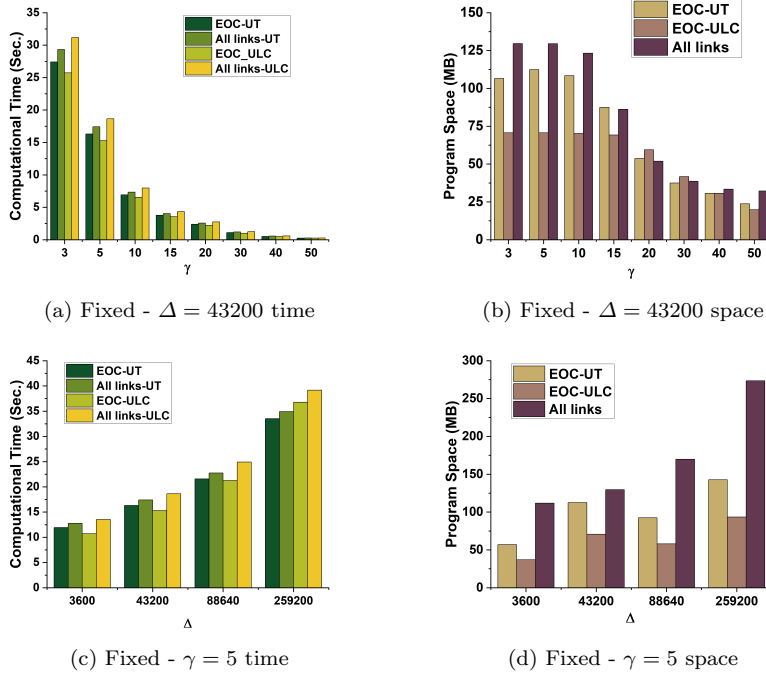 35
30
25
20
15
10
5
0
Computational Time (Sec.)
EOC-UT
All links-UT
EOC_ULC
All links-ULC
3 5 10 15 20 30 40 50
γ
(a) Fixed - Δ = 43200 time
150
125
100
75
50
25
0
Program Space (MB)
EOC-UT
EOC-ULC
All links
3 5 10 15 20 30 40 50
γ
(b) Fixed - Δ = 43200 space
45
40
35
30
25
20
15
10
5
0
Computational Time (Sec.)
EOC-UT
All links-UT
EOC-ULC
All links-ULC
3600 43200 88640 259200
Δ
(c) Fixed - γ = 5 time
300
250
200
150
100
50
0
Program Space (MB)
EOC-UT
EOC-ULC
All links
3600 43200 88640 259200
Δ
(d) Fixed - γ = 5 space